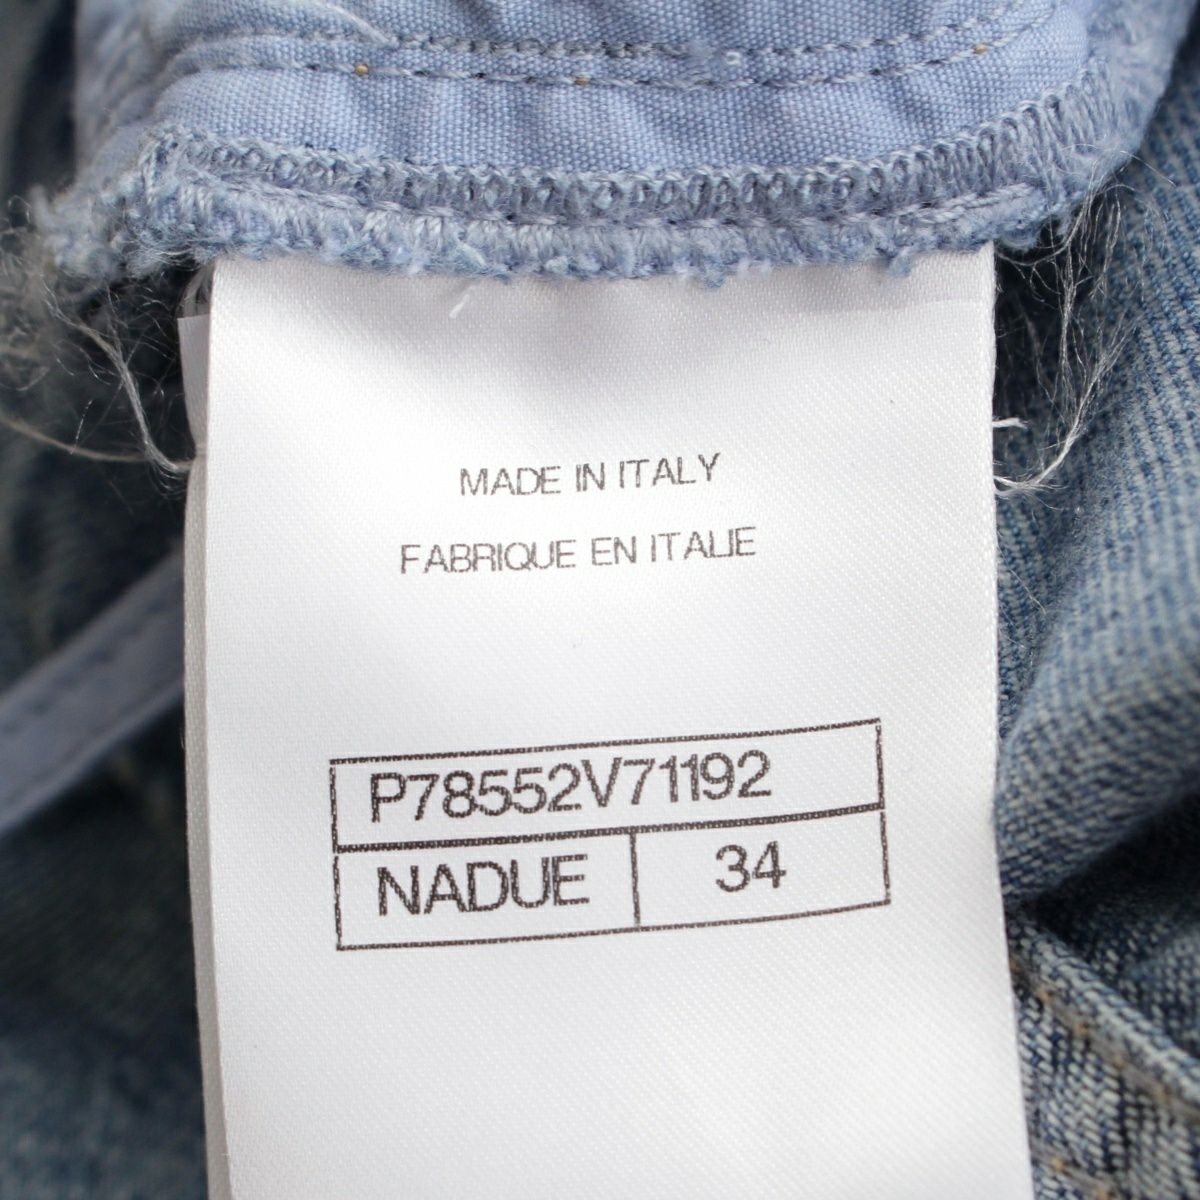 MADE IN ITALY
FABRIQUE EN ITALIE
P78552V71192
NADUE 34